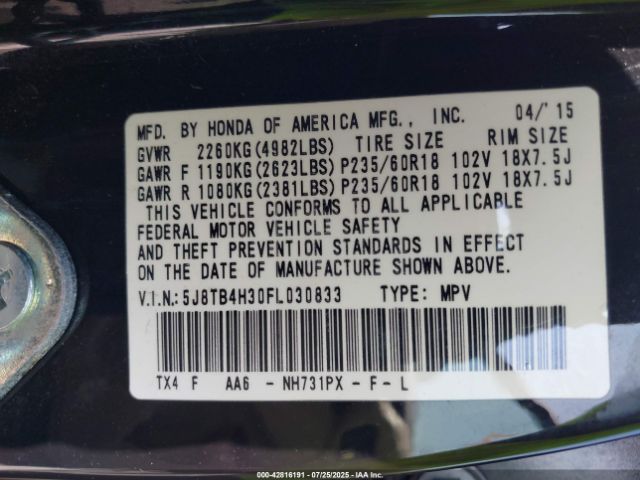 MFD. BY HONDA OF AMERICA MFG., INC. 04/'15
GVWR 2260KG(4982LBS) TIRE SIZE RIM SIZE
GAWR F 1190KG(2623LBS) P235/60R18 102V 18X7.5J
GAWR R 1080KG(2381LBS) P235/60R18 102V 18X7.5J
THIS VEHICLE CONFORMS TO ALL APPLICABLE
FEDERAL MOTOR VEHICLE SAFETY
AND THEFT PREVENTION STANDARDS IN EFFECT
ON THE DATE OF MANUFACTURE SHOWN ABOVE.
V.I.N.:5J8TB4H30FL030833 TYPE: MPV
TX4 F AA6 - NH731PX - F - L
000-42816191 - 07/25/2025 - IAA Inc.